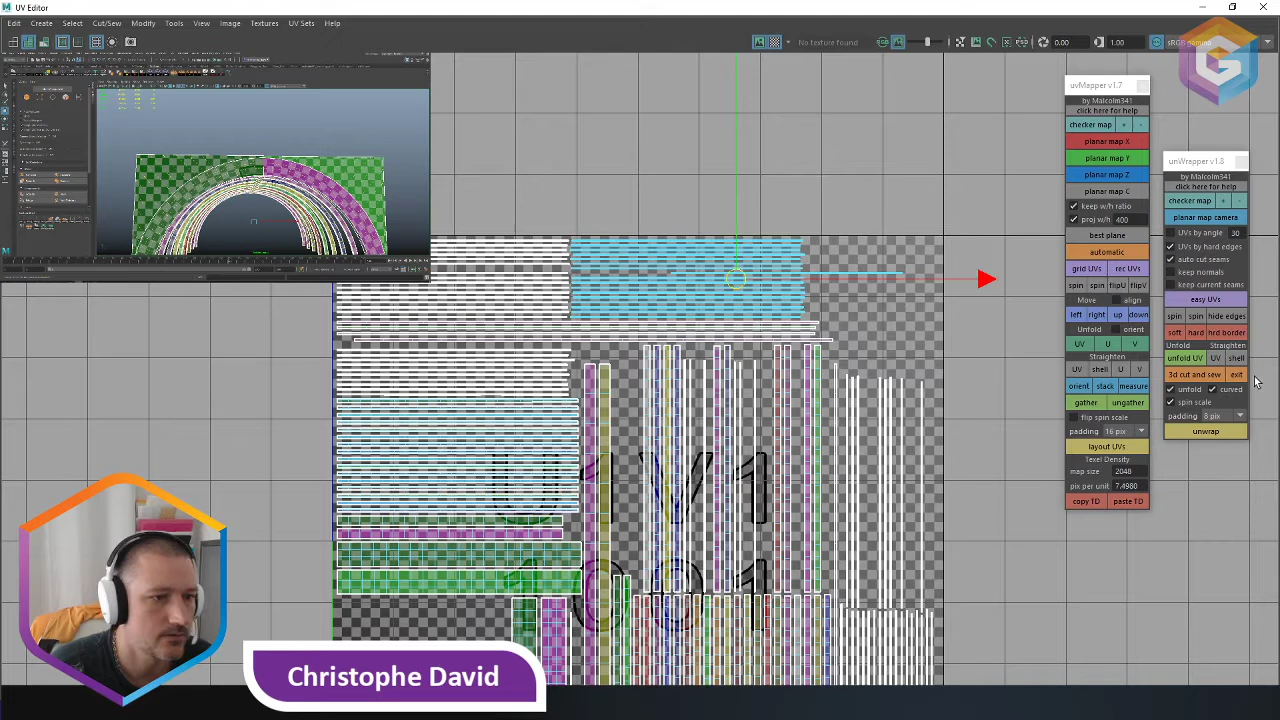 UV Editor
Edit Create Select Cut/Sew Modify Tools View Image Textures UV Sets Help
No texture found
0.00
1.00
sRGB gamma
G
uvMapper v1.7
by Malcolm341
click here for help
checker map + -
planar map X
planar map Y
planar map Z
planar map C
keep w/h ratio
proj w/h 400
best plane
automatic
grid UVs rec UVs
spin spin flipU flipV
Move align
left right up down
Unfold orient
UV U V
Straighten
UV shell U V
orient stack measure
gather ungather
flip spin scale
padding 16 pix
layout UVs
Texel Density
map size 2048
pix per unit 7.4980
copy TD paste TD
unWrapper v1.8
by Malcolm341
click here for help
checker map + -
planar map camera
UVs by angle 30
UVs by hard edges
auto cut seams
keep normals
keep current seams
easy UVs
spin spin hide edges
soft hard hrd border
Unfold Straighten
unfold UV UV shell
3d cut and sew exit
unfold curved
spin scale
padding 8 pix
unwrap
U1 V1
1001
Christophe David